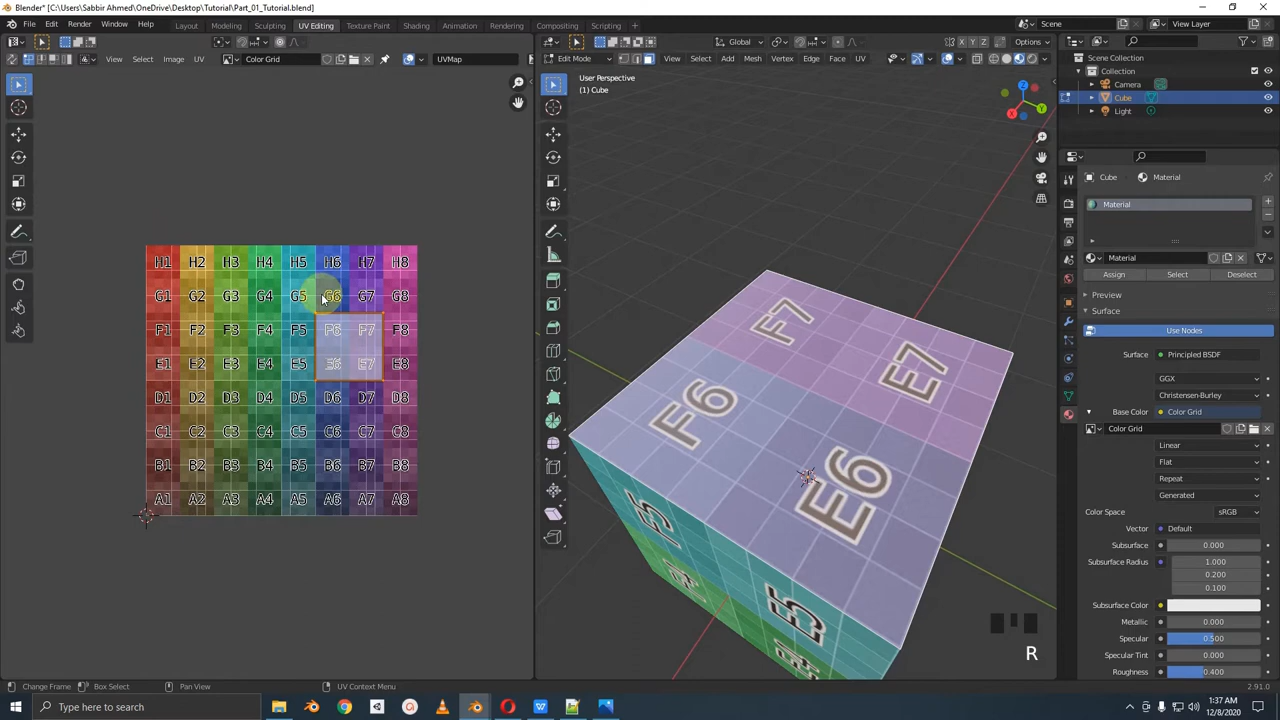 Blender* [C:\Users\Sabbir Ahmed\OneDrive\Desktop\Tutorial\Part_01_Tutorial.blend]
File Edit Render Window Help Layout Modeling Sculpting UV Editing Texture Paint Shading Animation Rendering Compositing Scripting Scene View Layer
Global Options
View Select Image UV Color Grid UVMap Edit Mode View Select Add Mesh Vertex Edge Face UV Scene Collection
Collection
Camera
Cube
Light
User Perspective
(1) Cube
X
Y
Z
Cube Material
Material
Material
Assign Select Deselect
Preview
Surface
Use Nodes
Surface: Principled BSDF
GGX
Christensen-Burley
Base Color Color Grid
Color Grid
Linear
Flat
Repeat
Generated
Color Space sRGB
Vector Default
Subsurface 0.000
Subsurface Radius 1.000
0.200
0.100
Subsurface Color
Metallic 0.000
Specular 0.500
Specular Tint 0.000
Roughness 0.400
H1 H2 H3 H4 H5 H6 H7 H8
G1 G2 G3 G4 G5 G6 G7 G8
F1 F2 F3 F4 F5 F6 F7 F8
E1 E2 E3 E4 E5 E6 E7 E8
D1 D2 D3 D4 D5 D6 D7 D8
C1 C2 C3 C4 C5 C6 C7 C8
B1 B2 B3 B4 B5 B6 B7 B8
A1 A2 A3 A4 A5 A6 A7 A8
F7 E7
F6 E6
E5
R
Change Frame Box Select Pan View UV Context Menu 2.91.0
Type here to search
1:37 AM
12/8/2020